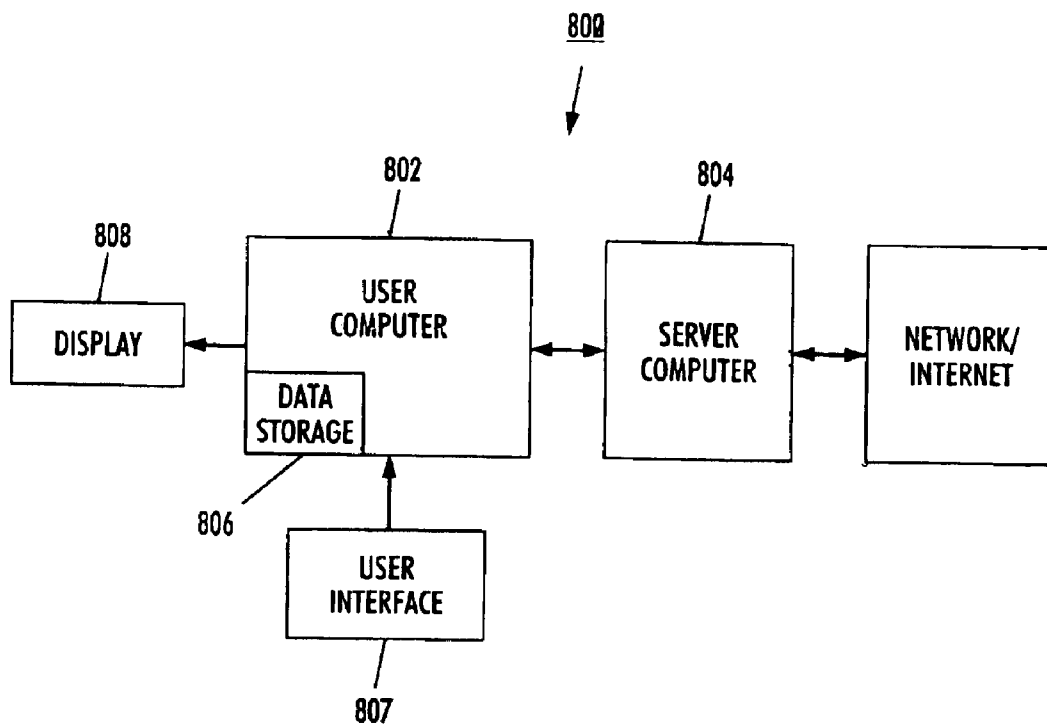 800
802
804
808
DISPLAY
USER
COMPUTER
DATA
STORAGE
SERVER
COMPUTER
NETWORK/
INTERNET
806
USER
INTERFACE
807